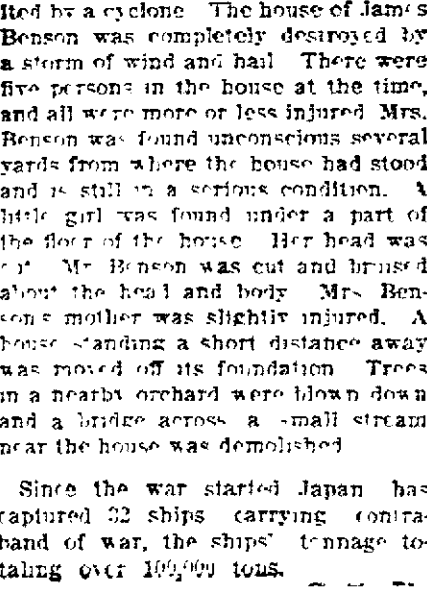 ited by a cyclone The house of James
Benson was completely destroyed by
a storm of wind and hail There were
five persons in the house at the time,
and all were more or less injured Mrs.
Benson was found unconscious several
yards from where the house had stood
and is still in a serious condition. A
little girl was found under a part of
the floor of the house Her head was
cut Mr Benson was cut and bruised
about the head and body Mrs Ben-
son's mother was slightly injured. A
house standing a short distance away
was moved off its foundation Trees
in a nearby orchard were blown down
and a bridge across a small stream
near the house was demolished
Since the war started Japan has
captured 32 ships carrying contra-
band of war, the ships' tonnage to-
taling over 100,000 tons.